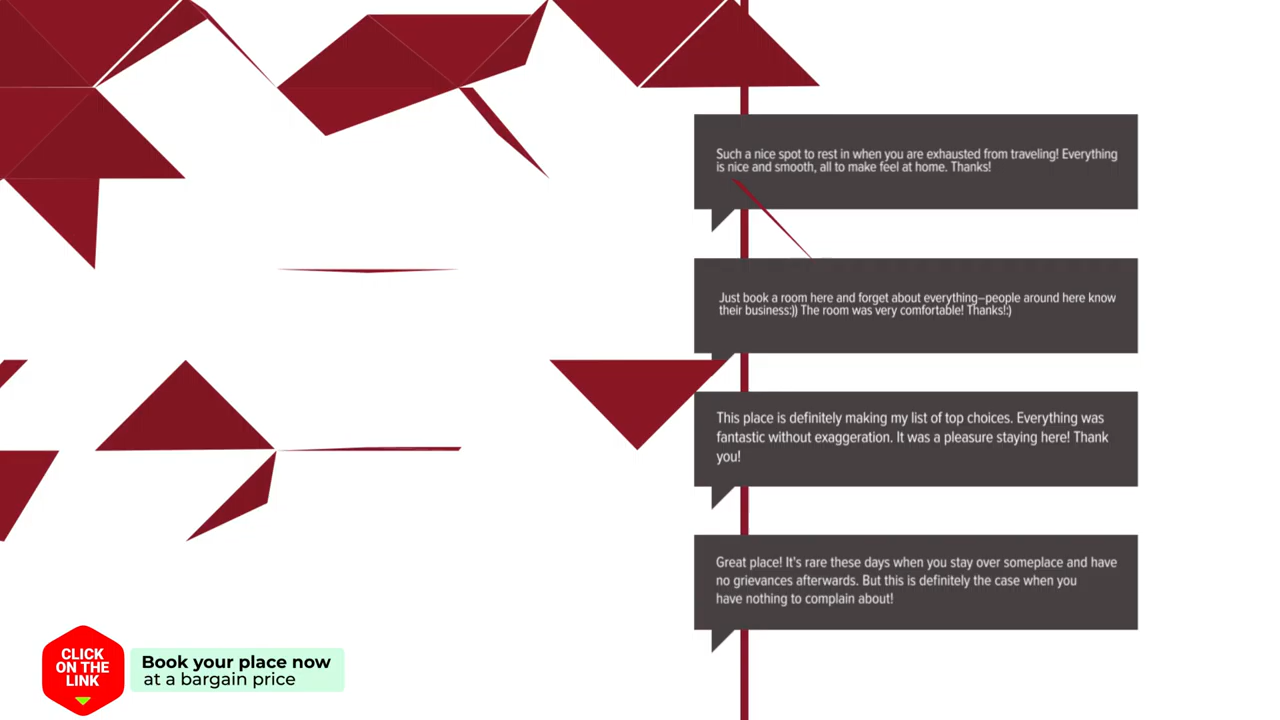 Such a nice spot to rest in when you are exhausted from traveling! Everything
is nice and smooth, all to make feel at home. Thanks!
Just book a room here and forget about everything–people around here know
their business:)) The room was very comfortable! Thanks!:)
This place is definitely making my list of top choices. Everything was
fantastic without exaggeration. It was a pleasure staying here! Thank
you!
Great place! It's rare these days when you stay over someplace and have
no grievances afterwards. But this is definitely the case when you
have nothing to complain about!
CLICK
ON THE
LINK
Book your place now
at a bargain price